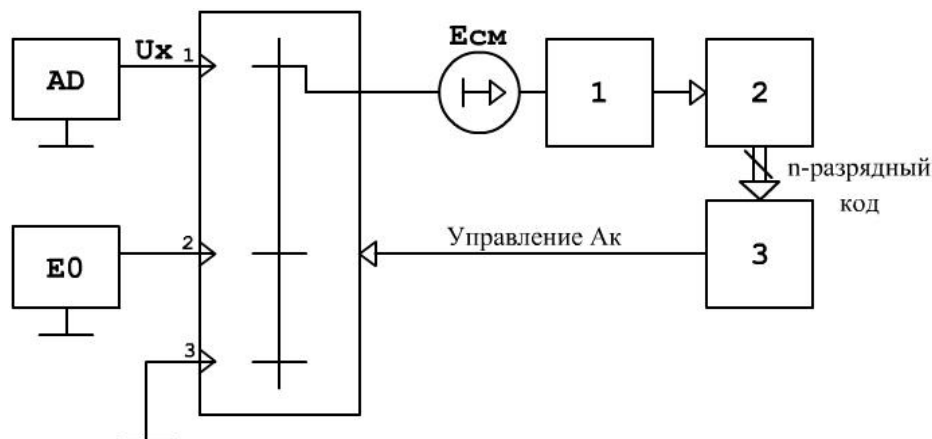 Ux 1
AD
Eсм
1
2
n-разрядный
код
2
E0
Управление Ак
3
3